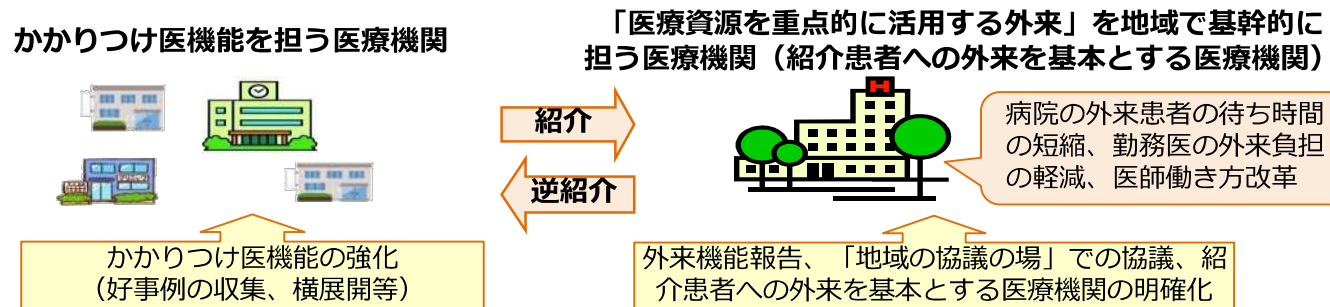 かかりつけ医機能を担う医療機関
「医療資源を重点的に活用する外来」を地域で基幹的に
担う医療機関（紹介患者への外来を基本とする医療機関）
紹介
逆紹介
H
病院の外来患者の待ち時間
の短縮、勤務医の外来負担
の軽減、医師働き方改革
かかりつけ医機能の強化
（好事例の収集、横展開等）
外来機能報告、「地域の協議の場」での協議、紹
介患者への外来を基本とする医療機関の明確化